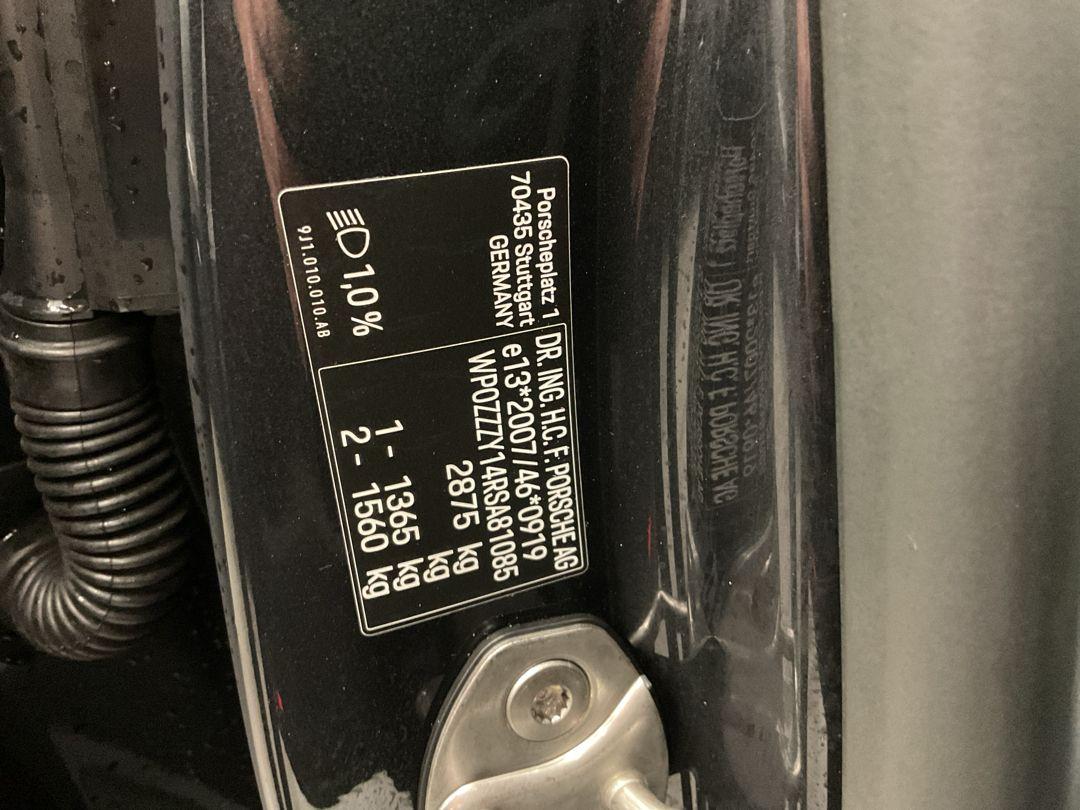 Porscheplatz 1
70435 Stuttgart
GERMANY
1,0%
9J1.010.010.AB
DR. ING. H.C. F. PORSCHE AG
e13*2007/46*0919
WP0ZZZY14RSA81085
2875 kg
kg
1 - 1365 kg
2 - 1560 kg